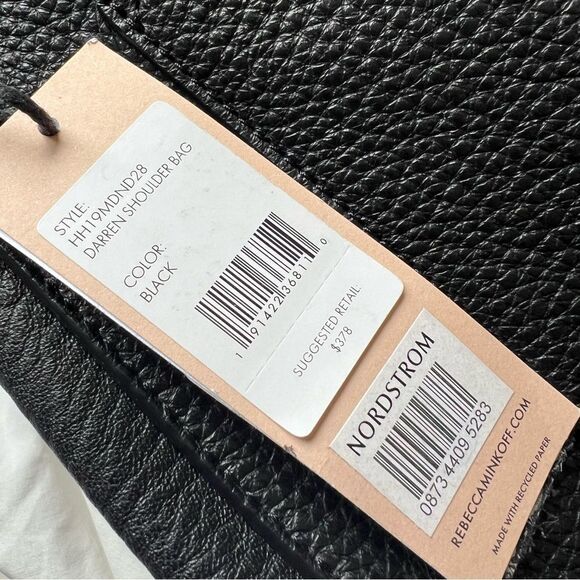 STYLE:
HH19MDND28
DARREN SHOULDER BAG
COLOR:
BLACK
1 91422 36811 0
SUGGESTED RETAIL:
$378
NORDSTROM
0873 4409 5283
REBECCAMINKOFF.COM
MADE WITH RECYCLED PAPER